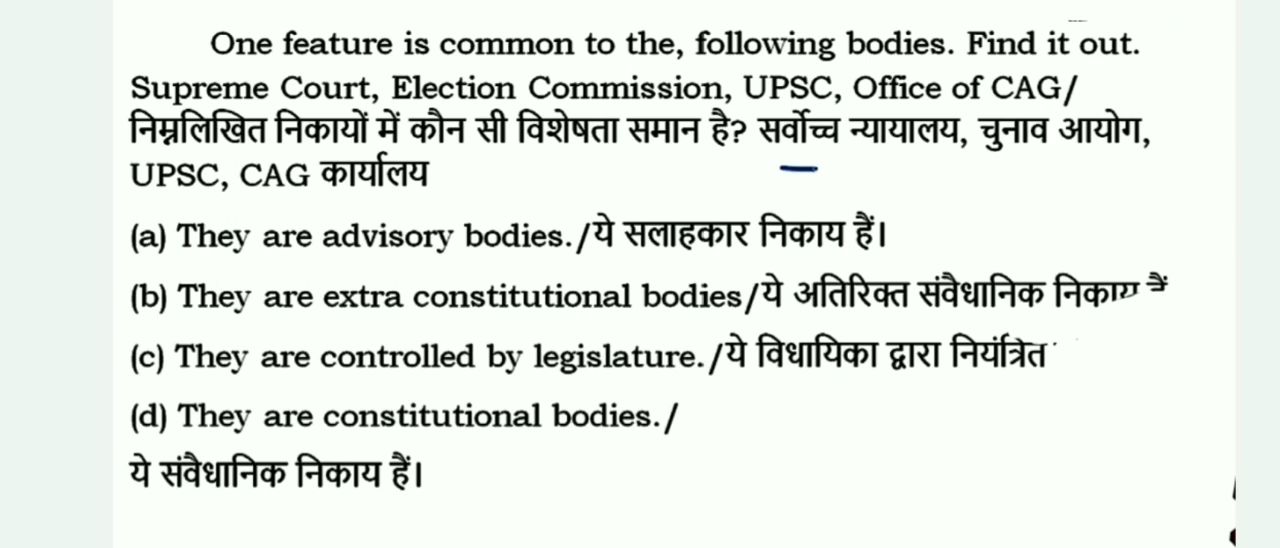 One feature is common to the, following bodies. Find it out.
Supreme Court, Election Commission, UPSC, Office of CAG/
निम्नलिखित निकायों में कौन सी विशेषता समान है? सर्वोच्च न्यायालय, चुनाव आयोग,
UPSC, CAG कार्यालय
(a) They are advisory bodies./ये सलाहकार निकाय हैं।
(b) They are extra constitutional bodies/ये अतिरिक्त संवैधानिक निकाय हैं
(c) They are controlled by legislature./ये विधायिका द्वारा नियंत्रित
(d) They are constitutional bodies./
ये संवैधानिक निकाय हैं।